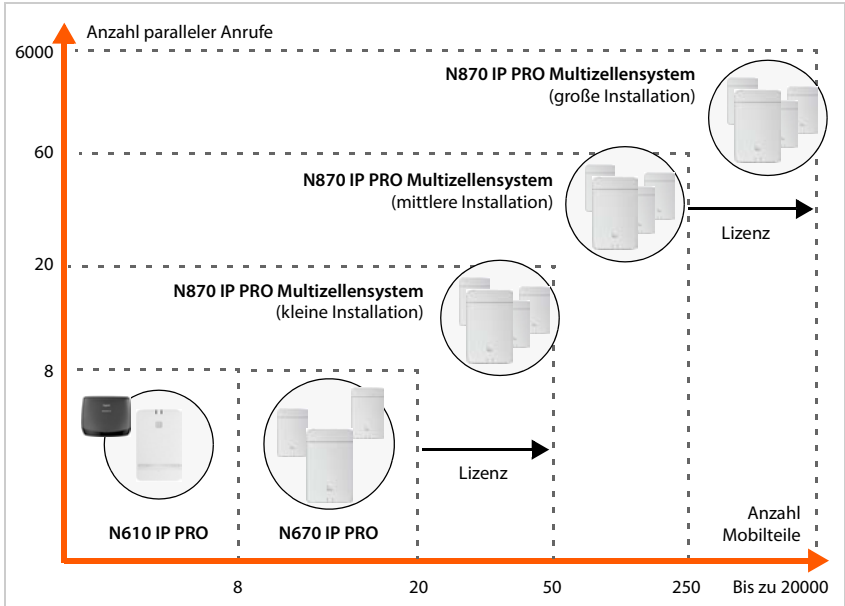 Anzahl paralleler Anrufe
6000
N870 IP PRO Multizellensystem
(große Installation)
60
N870 IP PRO Multizellensystem
(mittlere Installation)
Lizenz
20
N870 IP PRO Multizellensystem
(kleine Installation)
8
Lizenz
N610 IP PRO
N670 IP PRO
Anzahl
Mobilteile
8
20
50
250
Bis zu 20000